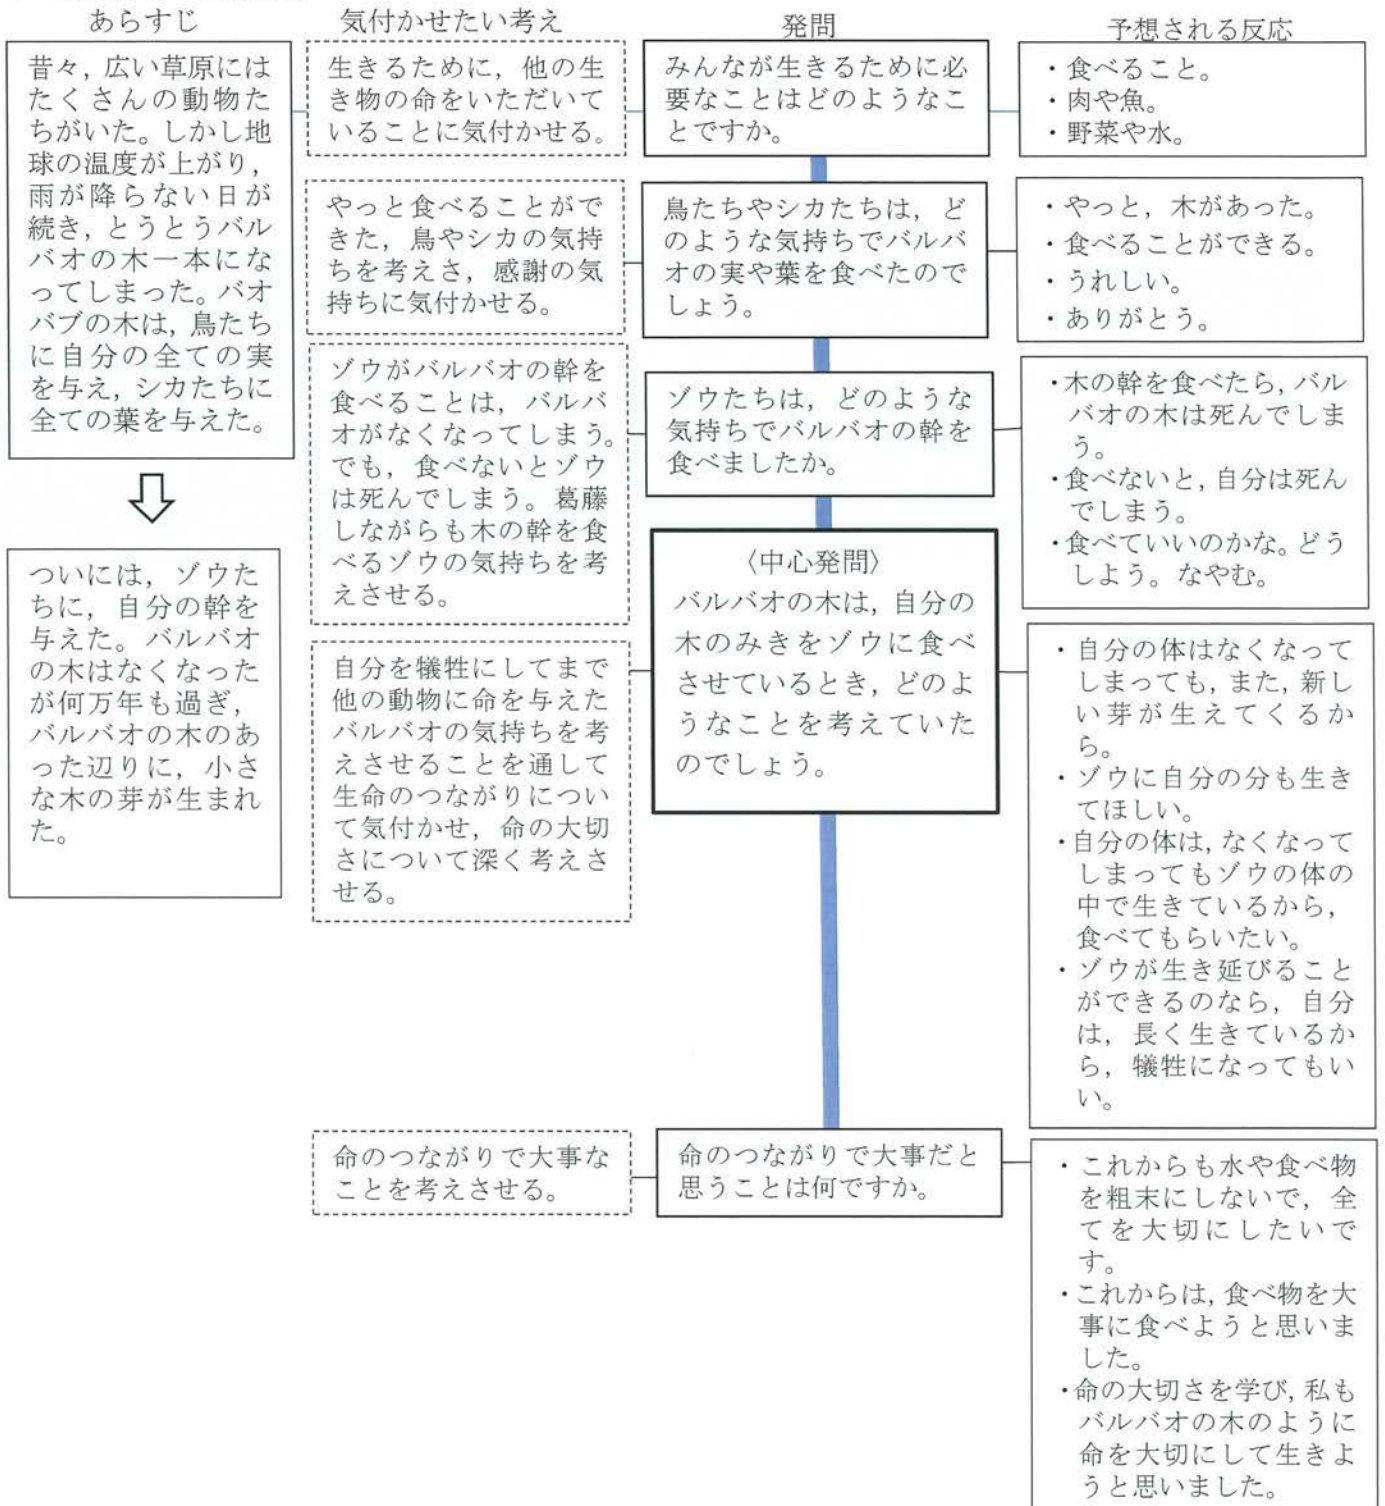 あらすじ
昔々，広い草原には
たくさんの動物た
ちがいた。しかし地
球の温度が上がり，
雨が降らない日が
続き，とうとうバル
バオの木一本にな
ってしまった。バオ
バブの木は，鳥たち
に自分の全ての実
を与え，シカたちに
全ての葉を与えた。
ついには，ゾウた
ちに，自分の幹を
与えた。バルバオ
の木はなくなった
が何万年も過ぎ，
バルバオの木のあ
った辺りに，小さ
な木の芽が生まれ
た。
気付かせたい考え
生きるために，他の生
き物の命をいただいて
いることに気付かせる。
やっと食べることがで
きた，鳥やシカの気持
ちを考えさ，感謝の気
持ちに気付かせる。
ゾウがバルバオの幹を
食べることは，バルバ
オがなくなってしまう。
でも，食べないとゾウ
は死んでしまう。葛藤
しながらも木の幹を食
べるゾウの気持ちを考
えさせる。
自分を犠牲にしてまで
他の動物に命を与えた
バルバオの気持ちを考
えさせることを通して
生命のつながりについ
て気付かせ，命の大切
さについて深く考えさ
せる。
命のつながりで大事な
ことを考えさせる。
発問
みんなが生きるために必
要なことはどのようなこ
とですか。
鳥たちやシカたちは，ど
のような気持ちでバルバ
オの実や葉を食べたので
しょう。
ゾウたちは，どのような
気持ちでバルバオの幹を
食べましたか。
〈中心発問〉
バルバオの木は，自分の
木のみきをゾウに食べ
させているとき，どのよ
うなことを考えていた
のでしょう。
命のつながりで大事だと
思うことは何ですか。
予想される反応
・食べること。
・肉や魚。
・野菜や水。
・やっと，木があった。
・食べることができる。
・うれしい。
・ありがとう。
・木の幹を食べたら，バル
バオの木は死んでしま
う。
・食べないと，自分は死ん
でしまう。
・食べていいのかな。どう
しよう。なやむ。
・自分の体はなくなって
しまっても，また，新し
い芽が生えてくるか
ら。
・ゾウに自分の分も生き
てほしい。
・自分の体は，なくなって
しまってもゾウの体の
中で生きているから，
食べてもらいたい。
・ゾウが生き延びること
ができるのなら，自分
は，長く生きているか
ら，犠牲になってもい
い。
・これからも水や食べ物
を粗末にしないで，全
てを大切にしたいで
す。
・これからは，食べ物を大
事に食べようと思いま
した。
・命の大切さを学び，私も
バルバオの木のように
命を大切にして生きよ
うと思いました。